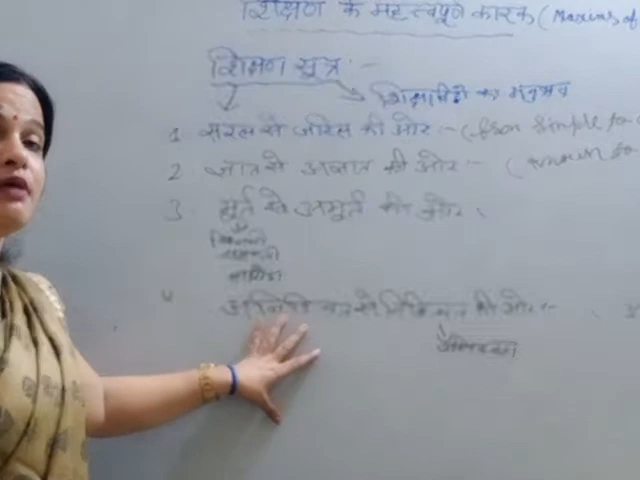 शिक्षण के महत्वपूर्ण कारक (Maxims of
शिक्षण सूत्र :-
शिक्षाविदों का अनुभव
1 सरल से जटिल की ओर :- (from Simple to
2 ज्ञात से अज्ञात की ओर :- (known to
3. मूर्त से अमूर्त की ओर
4 अनिश्चित से निश्चित की ओर :-